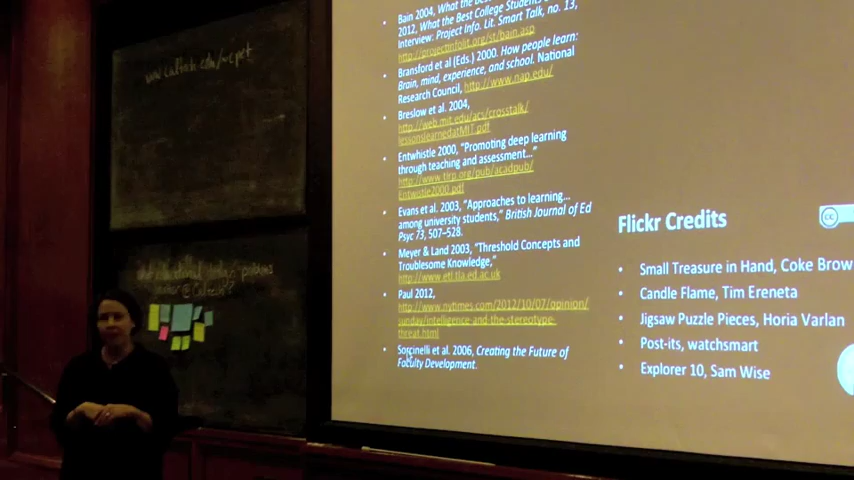 Bain 2004, What the Best
2012, What the Best College Students
Interview: Project Info. Lit. Smart Talk, no. 13,
http://projectinfolit.org/st/bain.asp
• Bransford et al (Eds.) 2000. How people learn:
Brain, mind, experience, and school. National
Research Council, http://www.nap.edu/
• Breslow et al. 2004,
http://web.mit.edu/acs/crosstalk/
lessonslearnedatMIT.pdf
• Entwhistle 2000, "Promoting deep learning
through teaching and assessment..."
http://www.tlrp.org/pub/acadpub/
Entwistle2000.pdf
• Evans et al. 2003, "Approaches to learning...
among university students," British Journal of Ed
Psyc 73, 507–528.
• Meyer & Land 2003, "Threshold Concepts and
Troublesome Knowledge,"
http://www.etl.tla.ed.ac.uk
• Paul 2012,
http://www.nytimes.com/2012/10/07/opinion/
sunday/intelligence-and-the-stereotype-
threat.html
• Sorcinelli et al. 2006, Creating the Future of
Faculty Development.
Flickr Credits
• Small Treasure in Hand, Coke Brow
• Candle Flame, Tim Ereneta
• Jigsaw Puzzle Pieces, Horia Varlan
• Post-its, watchsmart
• Explorer 10, Sam Wise
cc
@Caltech??